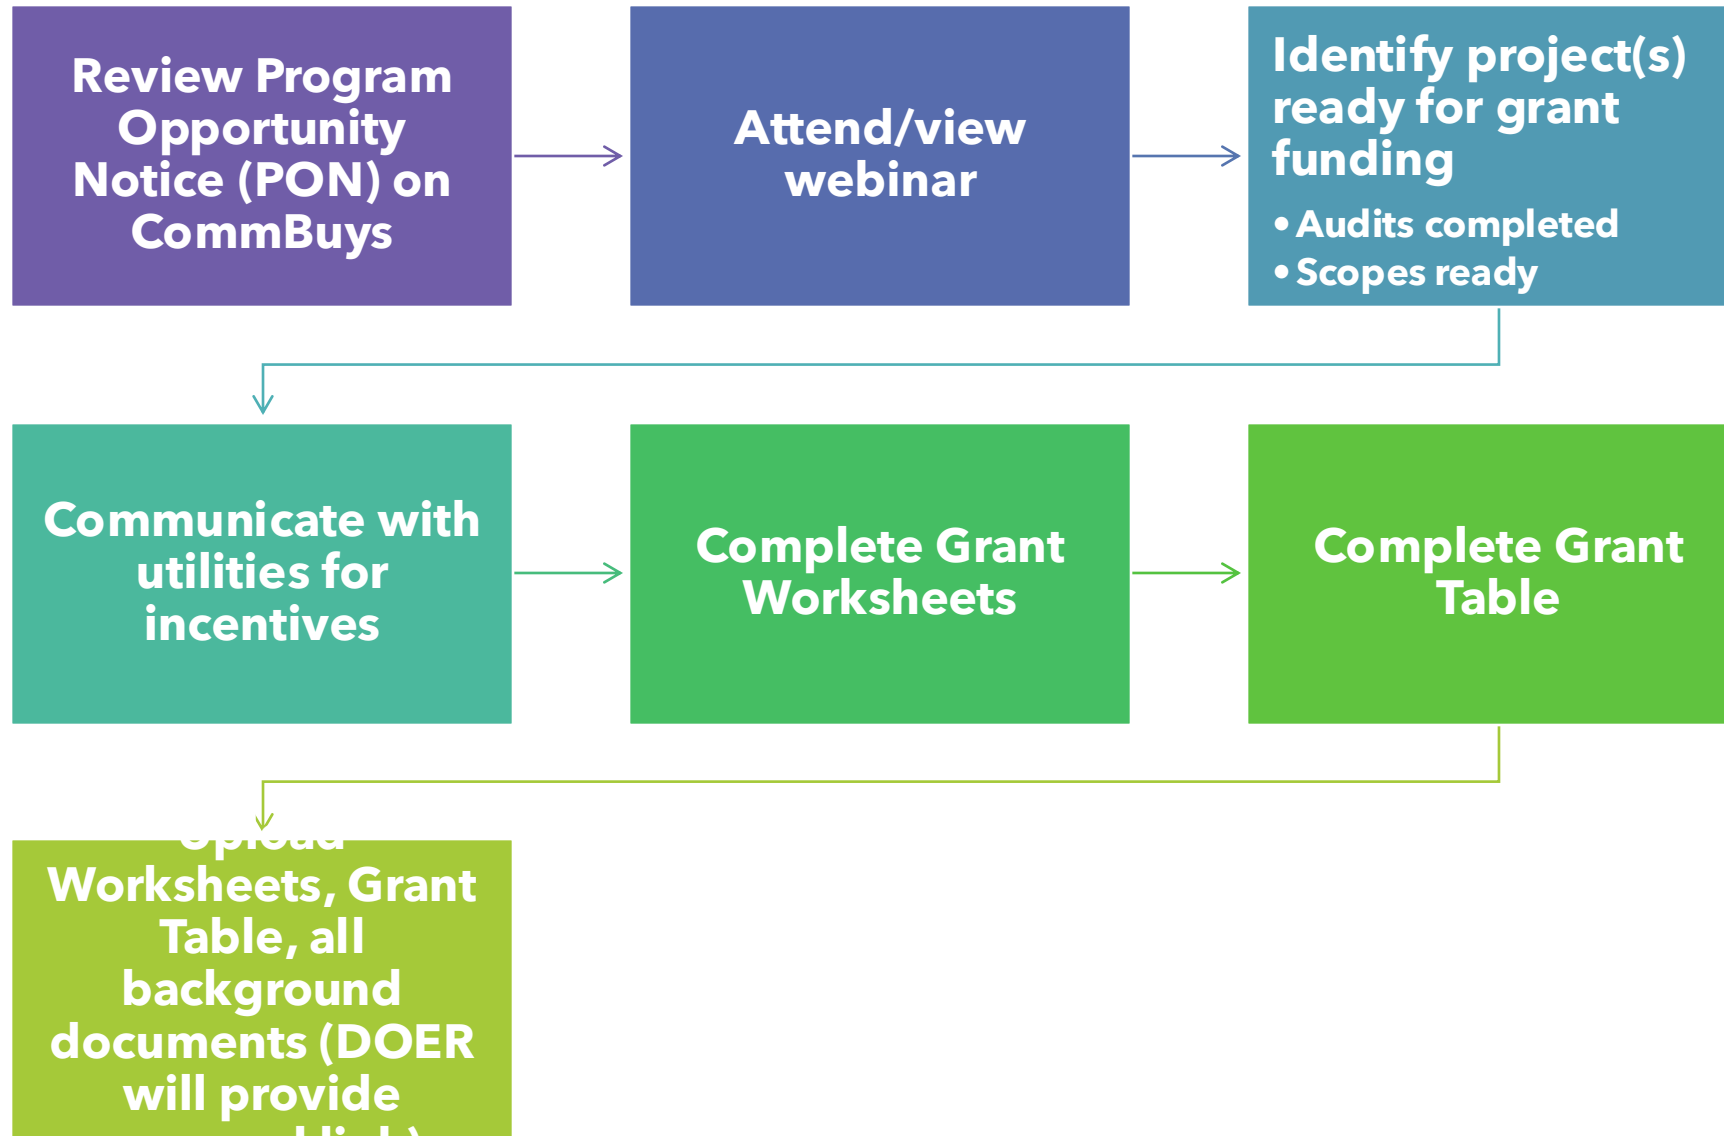 Review Program
Opportunity
Notice (PON) on
CommBuys
Attend/view
webinar
Identify project(s)
ready for grant
funding
• Audits completed
• Scopes ready
Communicate with
utilities for
incentives
Complete Grant
Worksheets
Complete Grant
Table
Upload
Worksheets, Grant
Table, all
background
documents (DOER
will provide